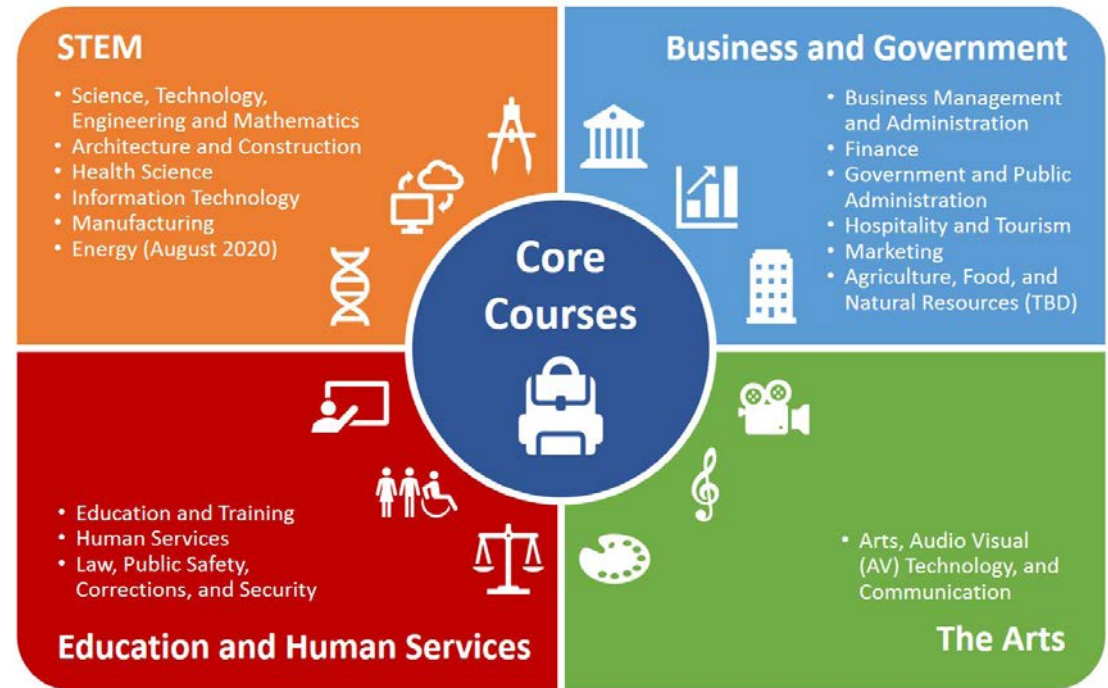 STEM
• Science, Technology,
Engineering and Mathematics
• Architecture and Construction
• Health Science
• Information Technology
• Manufacturing
• Energy (August 2020)
Business and Government
• Business Management
and Administration
• Finance
• Government and Public
Administration
• Hospitality and Tourism
• Marketing
• Agriculture, Food, and
Natural Resources (TBD)
Core
Courses
• Education and Training
• Human Services
• Law, Public Safety,
Corrections, and Security
Education and Human Services
• Arts, Audio Visual
(AV) Technology, and
Communication
The Arts